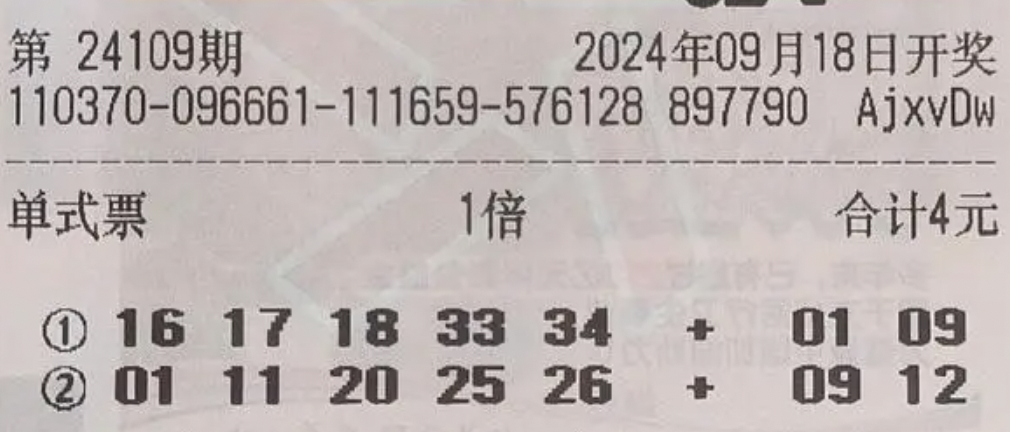 第 24109期 2024年09月18日开奖
110370-096661-111659-576128 897790 AjxvDw
单式票 1倍 合计4元
① 16 17 18 33 34 + 01 09
② 01 11 20 25 26 + 09 12